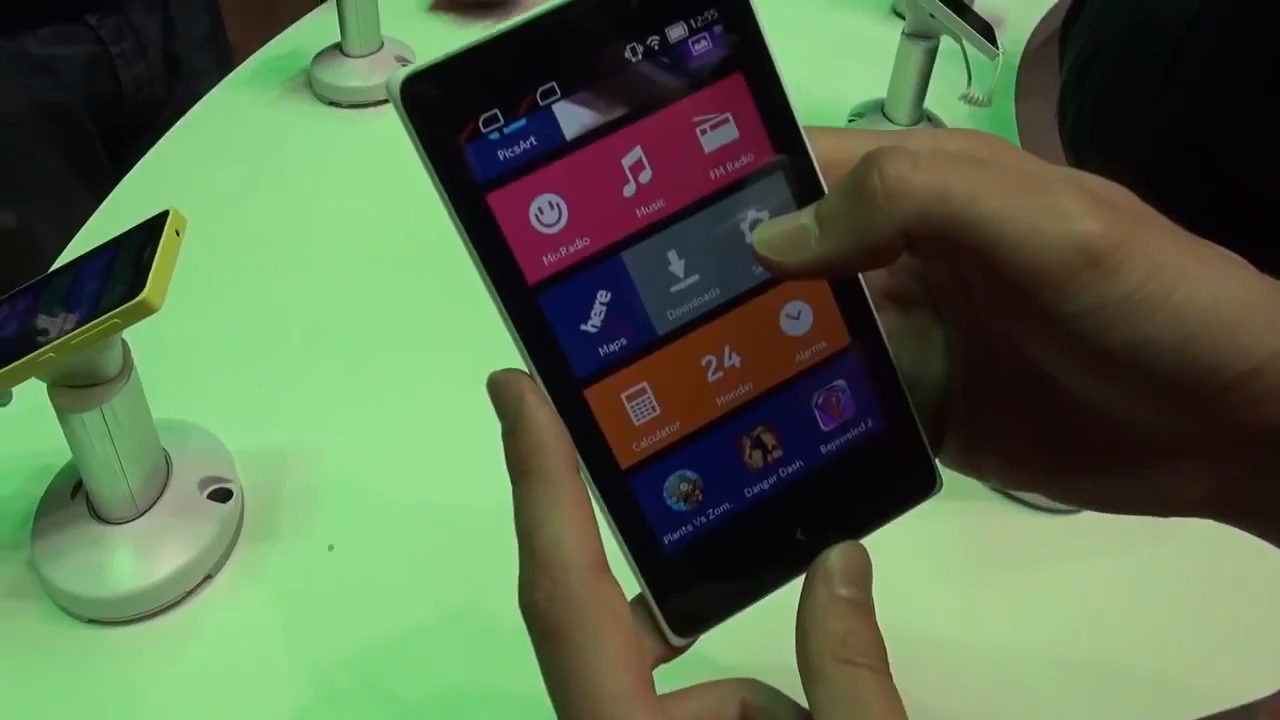 12:55
PicsArt
MixRadio
Music
FM Radio
here
Maps
Downloads
24
Monday
Calculator
Alarms
Plants Vs Zom..
Danger Dash
Bejeweled 2